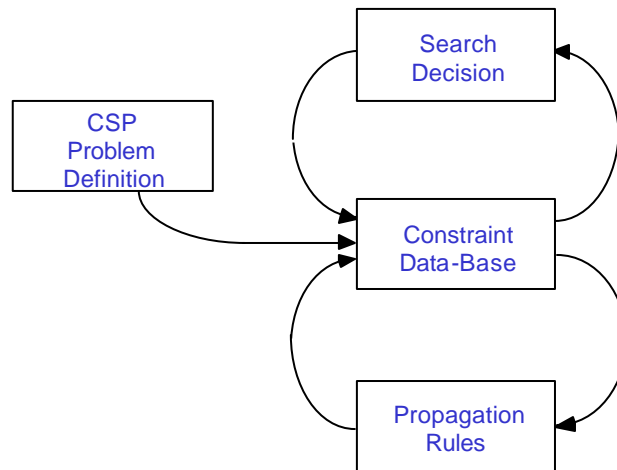 Search
Decision
CSP
Problem
Definition
Constraint
Data-Base
Propagation
Rules